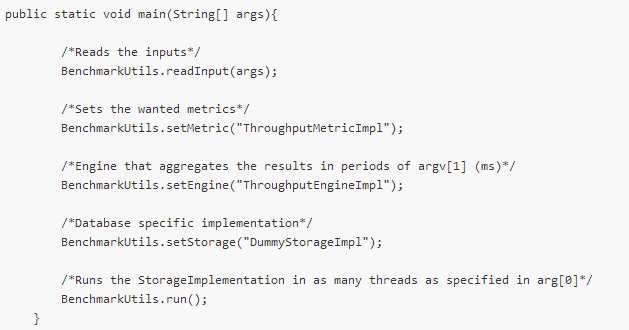 public static void main(String[] args){
/*Reads the inputs*/
BenchmarkUtils.readInput(args);
/*Sets the wanted metrics*/
BenchmarkUtils.setMetric("ThroughputMetricImpl");
/*Engine that aggregates the results in periods of argv[1] (ms)*/
BenchmarkUtils.setEngine("ThroughputEngineImpl");
/*Database specific implementation*/
BenchmarkUtils.setStorage("DummyStorageImpl");
/*Runs the StorageImplementation in as many threads as specified in arg[0]*/
BenchmarkUtils.run();
}